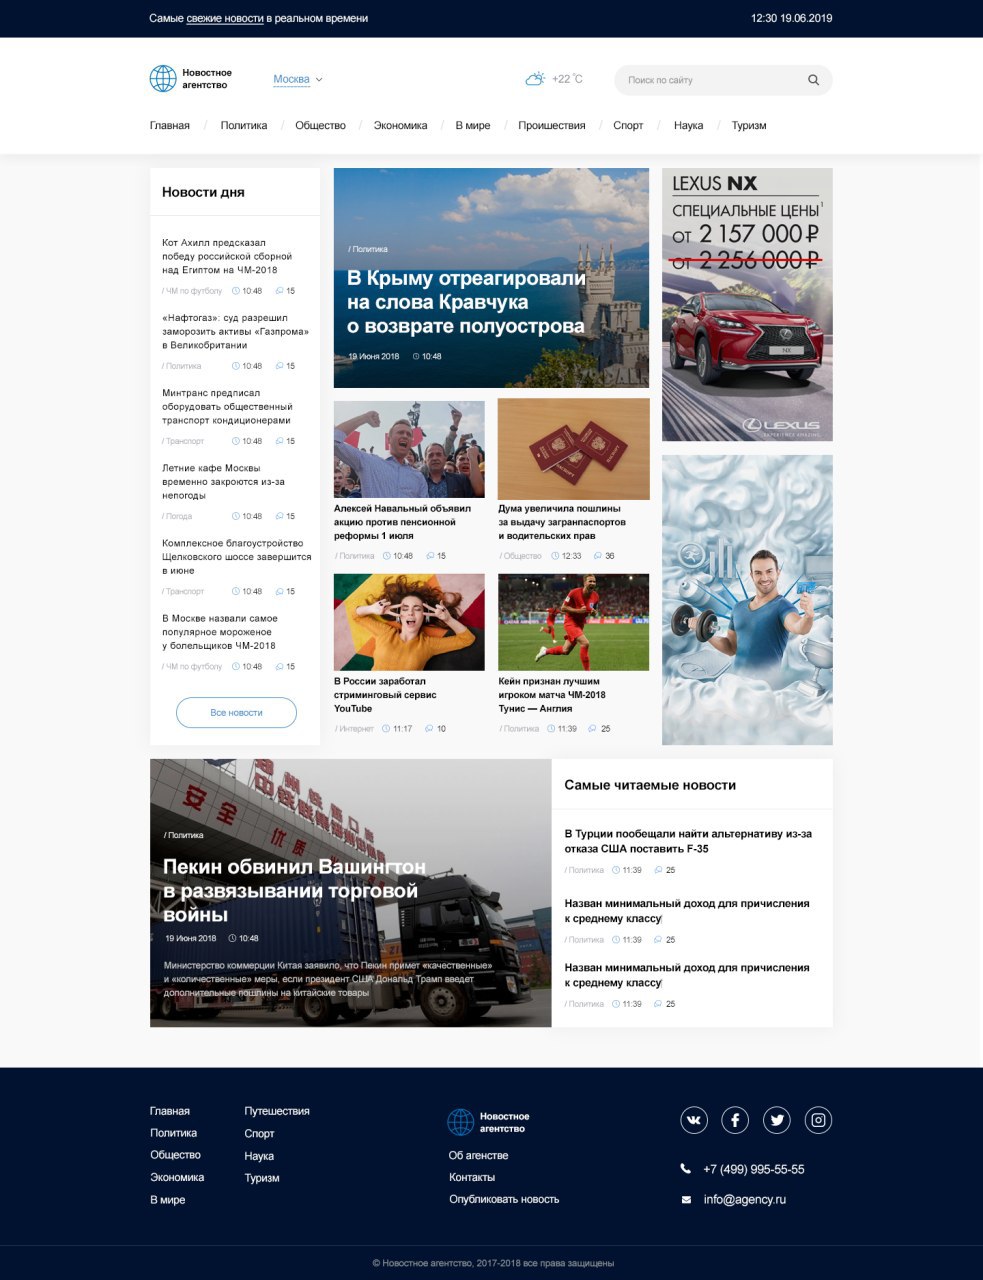 Самые свежие новости в реальном времени
12:30 19.06.2019
Новостное
агентство
Москва
+22 °C
Поиск по сайту
Главная / Политика / Общество / Экономика / В мире / Проишествия / Спорт / Наука / Туризм
Новости дня
Кот Ахилл предсказал
победу российской сборной
над Египтом на ЧМ-2018
/ ЧМ по футболу 10:48 15
«Нафтогаз»: суд разрешил
заморозить активы «Газпрома»
в Великобритании
/ Политика 10:48 15
Минтранс предписал
оборудовать общественный
транспорт кондиционерами
/ Транспорт 10:48 15
Летние кафе Москвы
временно закроются из-за
непогоды
/ Погода 10:48 15
Комплексное благоустройство
Щелковского шоссе завершится
в июне
/ Транспорт 10:48 15
В Москве назвали самое
популярное мороженое
у болельщиков ЧМ-2018
/ ЧМ по футболу 10:48 15
Все новости
/ Политика
В Крыму отреагировали
на слова Кравчука
о возврате полуострова
19 Июня 2018 10:48
Алексей Навальный объявил
акцию против пенсионной
реформы 1 июля
/ Политика 10:48 15
Дума увеличила пошлины
за выдачу загранпаспортов
и водительских прав
/ Общество 12:33 36
В России заработал
стриминговый сервис
YouTube
/ Интернет 11:17 10
Кейн признан лучшим
игроком матча ЧМ-2018
Тунис — Англия
/ Политика 11:39 25
LEXUS NX
СПЕЦИАЛЬНЫЕ ЦЕНЫ¹
ОТ 2 157 000 ₽
ОТ 2 256 000 ₽
NX
LEXUS
EXPERIENCE AMAZING
安全 优质
/ Политика
Пекин обвинил Вашингтон
в развязывании торговой
войны
19 Июня 2018 10:48
Министерство коммерции Китая заявило, что Пекин примет «качественные»
и «количественные» меры, если президент США Дональд Трамп введет
дополнительные пошлины на китайские товары
Самые читаемые новости
В Турции пообещали найти альтернативу из-за
отказа США поставить F-35
/ Политика 11:39 25
Назван минимальный доход для причисления
к среднему классу
/ Политика 11:39 25
Назван минимальный доход для причисления
к среднему классу
/ Политика 11:39 25
Главная
Политика
Общество
Экономика
В мире
Путешествия
Спорт
Наука
Туризм
Новостное
агентство
Об агенстве
Контакты
Опубликовать новость
+7 (499) 995-55-55
info@agency.ru
© Новостное агентство, 2017-2018 все права защищены